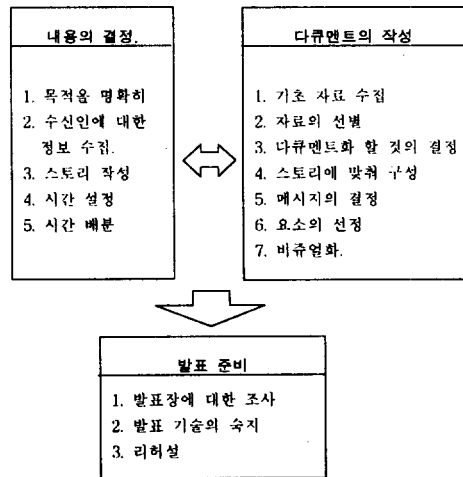 내용의 결정.
1. 목적을 명확히
2. 수신인에 대한
정보 수집.
3. 스토리 작성
4. 시간 설정
5. 시간 배분
다큐멘트의 작성
1. 기초 자료 수집
2. 자료의 선별
3. 다큐멘트화 할 것의 결정
4. 스토리에 맞춰 구성
5. 메시지의 결정
6. 요소의 선정
7. 비쥬얼화.
발표 준비
1. 발표장에 대한 조사
2. 발표 기술의 숙지
3. 리허설